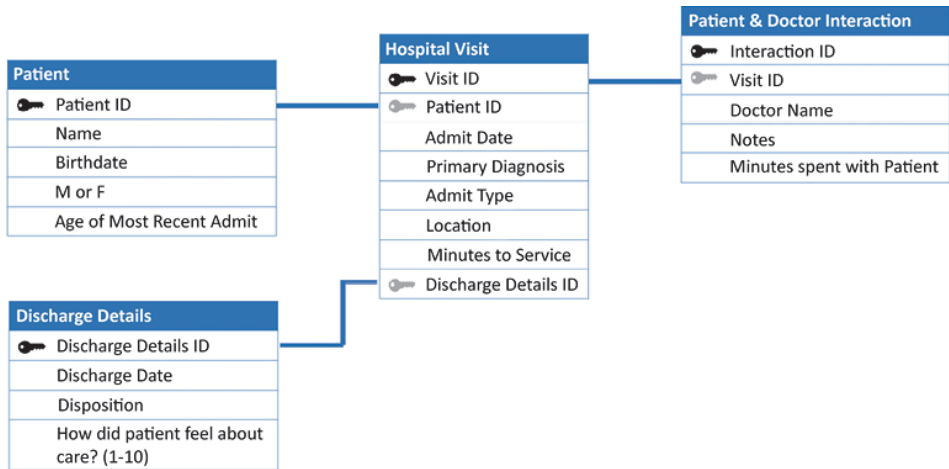 Patient
Patient ID
Name
Birthdate
M or F
Age of Most Recent Admit
Hospital Visit
Visit ID
Patient ID
Admit Date
Primary Diagnosis
Admit Type
Location
Minutes to Service
Discharge Details ID
Patient & Doctor Interaction
Interaction ID
Visit ID
Doctor Name
Notes
Minutes spent with Patient
Discharge Details
Discharge Details ID
Discharge Date
Disposition
How did patient feel about
care? (1-10)